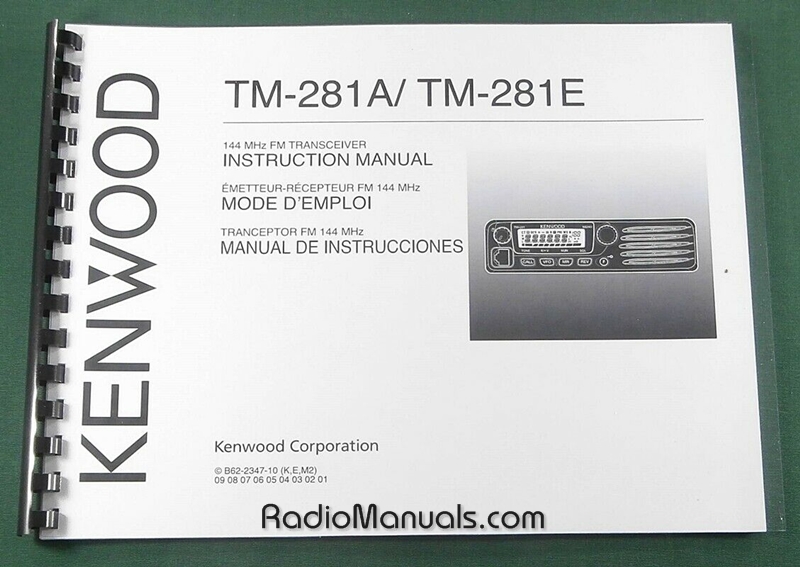 KENWOOD
TM-281A/ TM-281E
144 MHz FM TRANSCEIVER
INSTRUCTION MANUAL
ÉMETTEUR-RÉCEPTEUR FM 144 MHz
MODE D'EMPLOI
TRANCEPTOR FM 144 MHz
MANUAL DE INSTRUCCIONES
KENWOOD
CALL VFO MR REV
Kenwood Corporation
© B62-2347-10 (K,E,M2)
09 08 07 06 05 04 03 02 01
RadioManuals.com